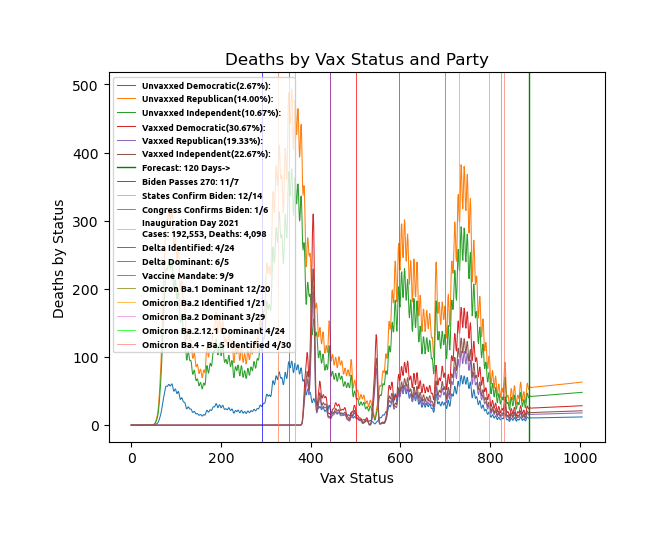 Deaths by Vax Status and Party
500
400
300
200
100
0
Deaths by Status
Unvaxxed Democratic(2.67%):
Unvaxxed Republican(14.00%):
Unvaxxed Independent(10.67%):
Vaxxed Democratic(30.67%):
Vaxxed Republican(19.33%):
Vaxxed Independent(22.67%):
Forecast: 120 Days->
Biden Passes 270: 11/7
States Confirm Biden: 12/14
Congress Confirms Biden: 1/6
Inauguration Day 2021
Cases: 192,553, Deaths: 4,098
Delta Identified: 4/24
Delta Dominant: 6/5
Vaccine Mandate: 9/9
Omicron Ba.1 Dominant 12/20
Omicron Ba.2 Identified 1/21
Omicron Ba.2 Dominant 3/29
Omicron Ba.2.12.1 Dominant 4/24
Omicron Ba.4 - Ba.5 Identified 4/30
0 200 400 600 800 1000
Vax Status